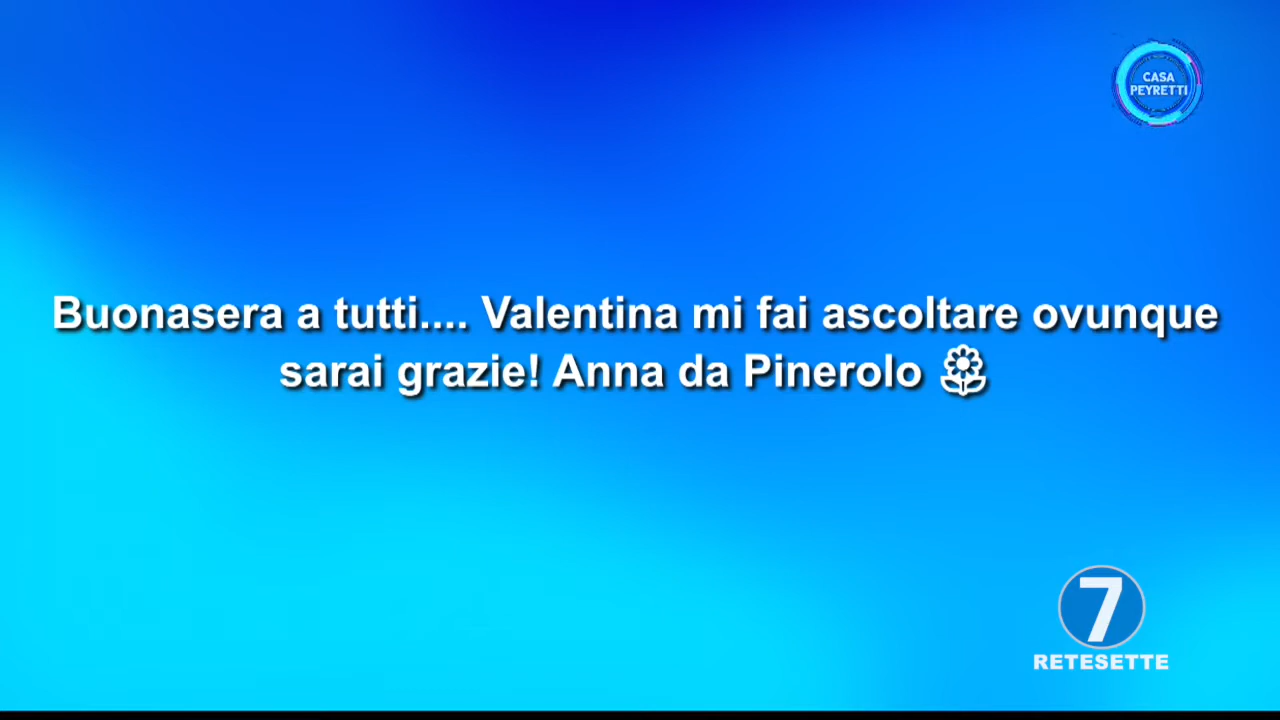 CASA
PEYRETTI
Buonasera a tutti.... Valentina mi fai ascoltare ovunque
sarai grazie! Anna da Pinerolo 🌼
7
RETESETTE